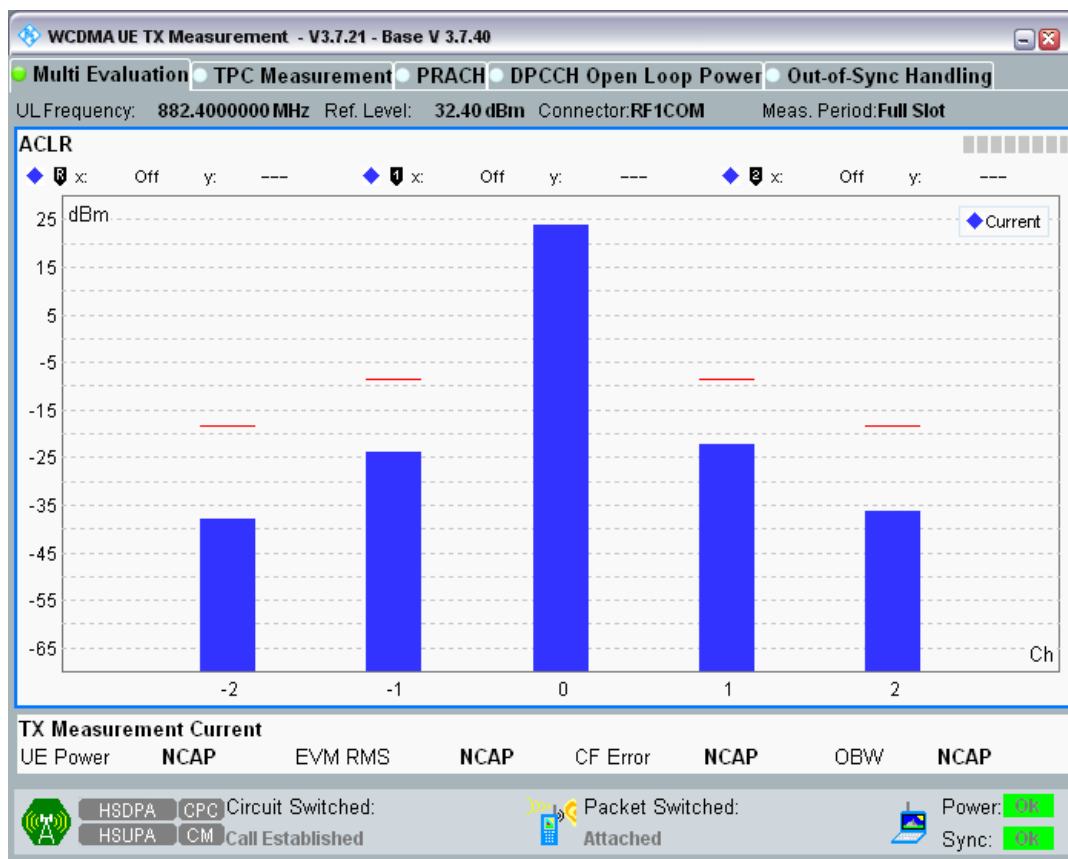 WCDMA UE TX Measurement - V3.7.21 - Base V 3.7.40
Multi Evaluation TPC Measurement PRACH DPCCH Open Loop Power Out-of-Sync Handling
UL Frequency: 882.4000000 MHz Ref. Level: 32.40 dBm Connector:RF1COM Meas. Period:Full Slot
ACLR
R x: Off y: --- 1 x: Off y: --- 2 x: Off y: ---
dBm
Current
25
15
5
-5
-15
-25
-35
-45
-55
-65
Ch
-2 -1 0 1 2
TX Measurement Current
UE Power NCAP EVM RMS NCAP CF Error NCAP OBW NCAP
HSDPA CPC Circuit Switched: Packet Switched: Power: OK
HSUPA CM Call Established Attached Sync: OK